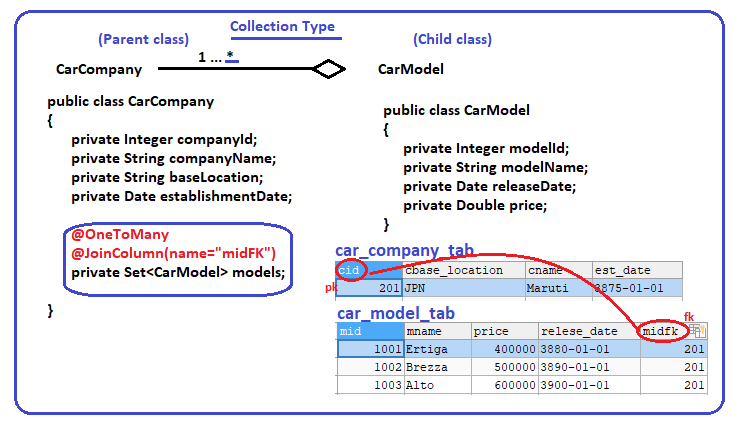 Collection Type
(Parent class)
(Child class)
1 ... *
CarCompany
CarModel
public class CarCompany
{
private Integer companyId;
private String companyName;
private String baseLocation;
private Date establishmentDate;
@OneToMany
@JoinColumn(name="midFK")
private Set<CarModel> models;
}
public class CarModel
{
private Integer modelId;
private String modelName;
private Date releaseDate;
private Double price;
}
car_company_tab
cid cbase_location cname est_date
pk 201 JPN Maruti 3875-01-01
car_model_tab
fk
mid mname price relese_date midfk
1001 Ertiga 400000 3880-01-01 201
1002 Brezza 500000 3890-01-01 201
1003 Alto 600000 3900-01-01 201